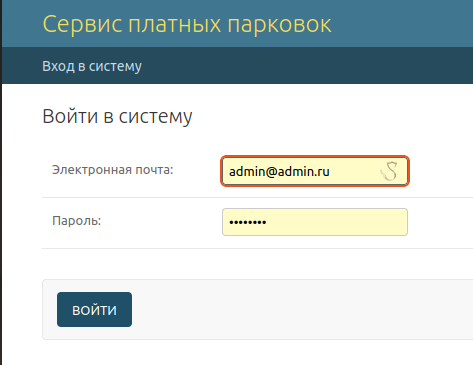 Сервис платных парковок
Вход в систему
Войти в систему
Электронная почта: admin@admin.ru
Пароль: ••••••••
ВОЙТИ